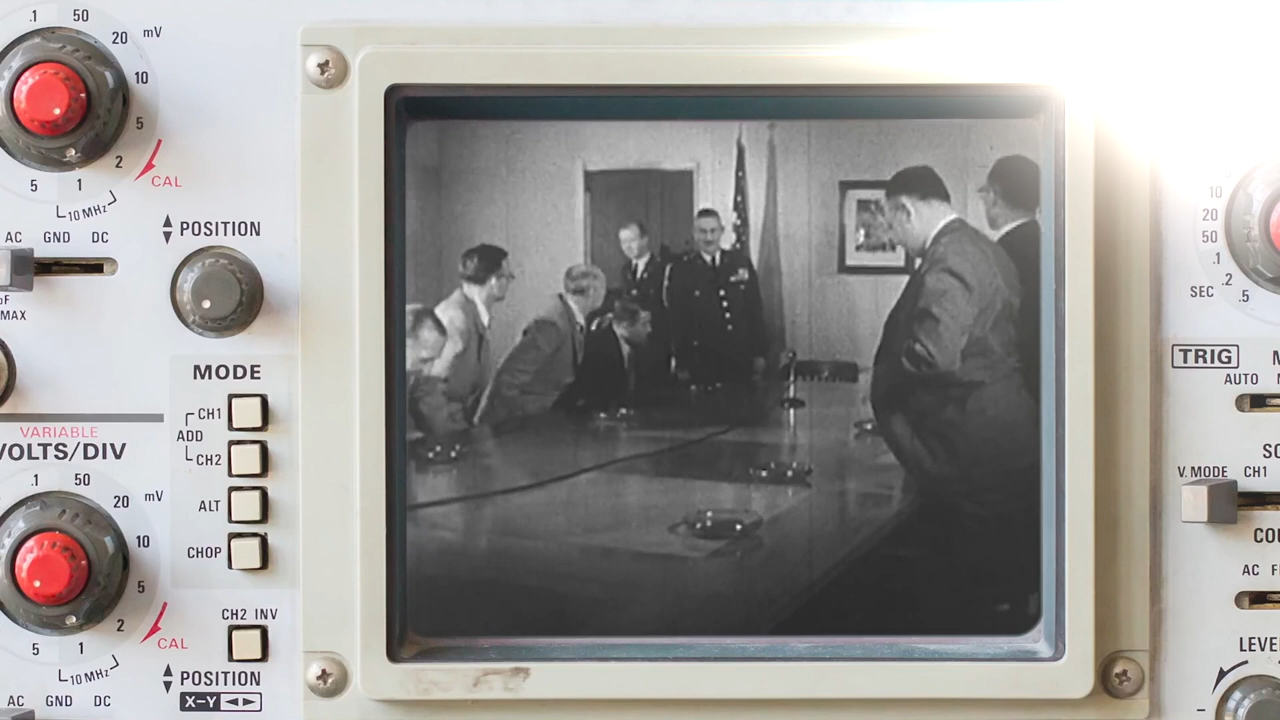 .1 50
20 mV
10
5
2
CAL
5 1
10 MHz
AC GND DC
POSITION
MAX
MODE
CH1
ADD
CH2
ALT
CHOP
VARIABLE
VOLTS/DIV
.1 50
20 mV
10
5
2
CAL
5 1
10 MHz
AC GND DC
CH2 INV
POSITION
X-Y
10
20
50
.1
.2
SEC .5
TRIG
AUTO
V.MODE CH1
AC